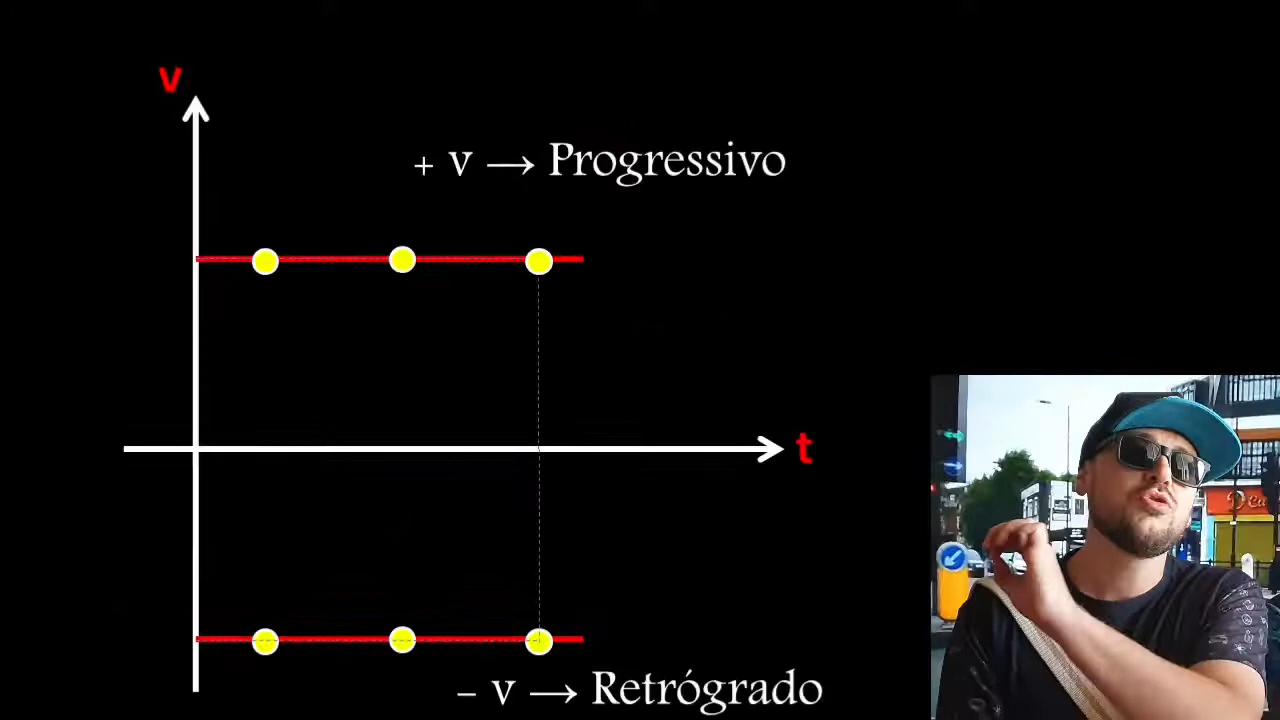 v
+ v → Progressivo
t
− v → Retrógrado